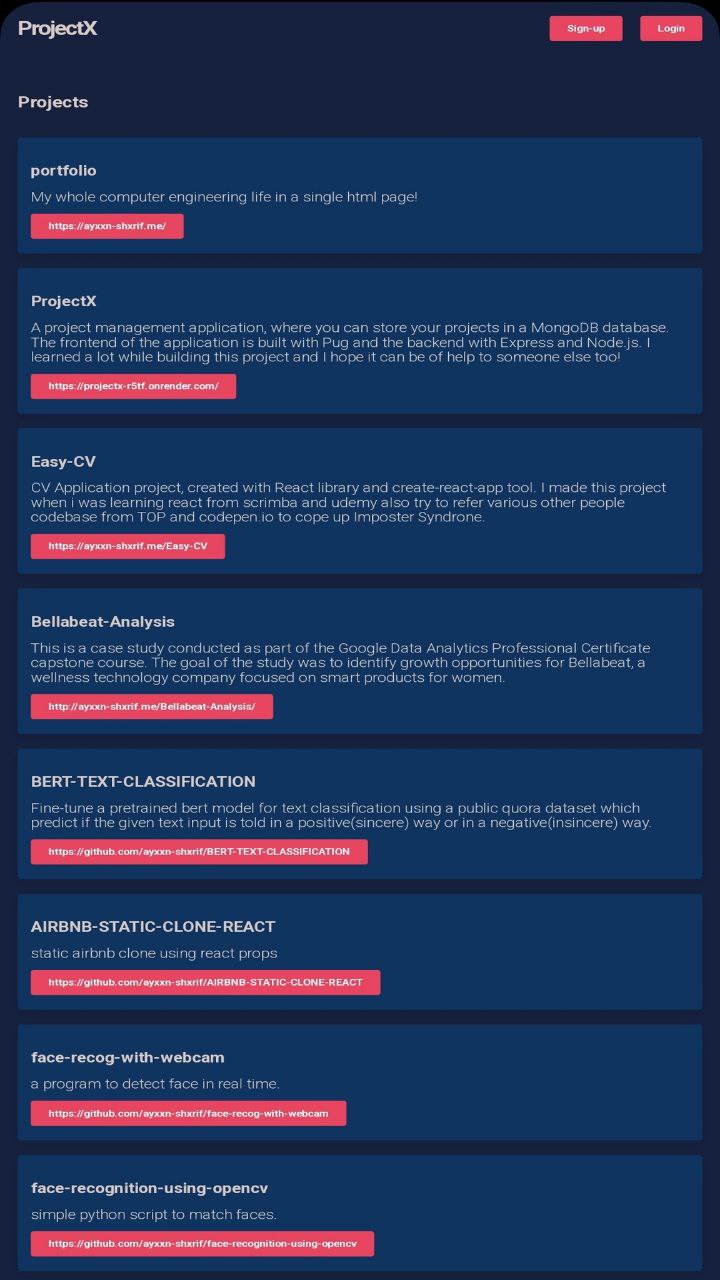 ProjectX
Sign-up
Login
Projects
portfolio
My whole computer engineering life in a single html page!
https://ayxxn-shxrif.me/
ProjectX
A project management application, where you can store your projects in a MongoDB database.
The frontend of the application is built with Pug and the backend with Express and Node.js. I
learned a lot while building this project and I hope it can be of help to someone else too!
https://projectx-r5tf.onrender.com/
Easy-CV
CV Application project, created with React library and create-react-app tool. I made this project
when i was learning react from scrimba and udemy also try to refer various other people
codebase from TOP and codepen.io to cope up Imposter Syndrome.
https://ayxxn-shxrif.me/Easy-CV
Bellabeat-Analysis
This is a case study conducted as part of the Google Data Analytics Professional Certificate
capstone course. The goal of the study was to identify growth opportunities for Bellabeat, a
wellness technology company focused on smart products for women.
http://ayxxn-shxrif.me/Bellabeat-Analysis/
BERT-TEXT-CLASSIFICATION
Fine-tune a pretrained bert model for text classification using a public quora dataset which
predict if the given text input is told in a positive(sincere) way or in a negative(insincere) way.
https://github.com/ayxxn-shxrif/BERT-TEXT-CLASSIFICATION
AIRBNB-STATIC-CLONE-REACT
static airbnb clone using react props
https://github.com/ayxxn-shxrif/AIRBNB-STATIC-CLONE-REACT
face-recog-with-webcam
a program to detect face in real time.
https://github.com/ayxxn-shxrif/face-recog-with-webcam
face-recognition-using-opencv
simple python script to match faces.
https://github.com/ayxxn-shxrif/face-recognition-using-opencv